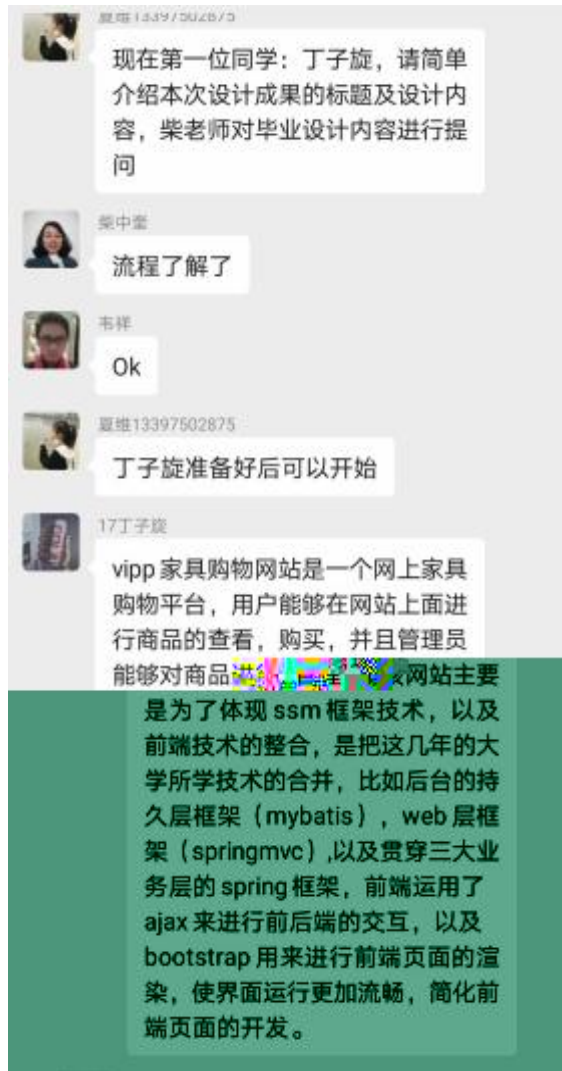 夏维13397502875
现在第一位同学：丁子旋，请简单
介绍本次设计成果的标题及设计内
容，柴老师对毕业设计内容进行提
问
柴中奎
流程了解了
韦祥
Ok
夏维13397502875
丁子旋准备好后可以开始
17丁子旋
vipp 家具购物网站是一个网上家具
购物平台，用户能够在网站上面进
行商品的查看，购买，并且管理员
能够对商品 网站主要
是为了体现 ssm 框架技术，以及
前端技术的整合，是把这几年的大
学所学技术的合并，比如后台的持
久层框架（mybatis），web 层框
架（springmvc）,以及贯穿三大业
务层的 spring 框架，前端运用了
ajax 来进行前后端的交互，以及
bootstrap 用来进行前端页面的渲
染，使界面运行更加流畅，简化前
端页面的开发。